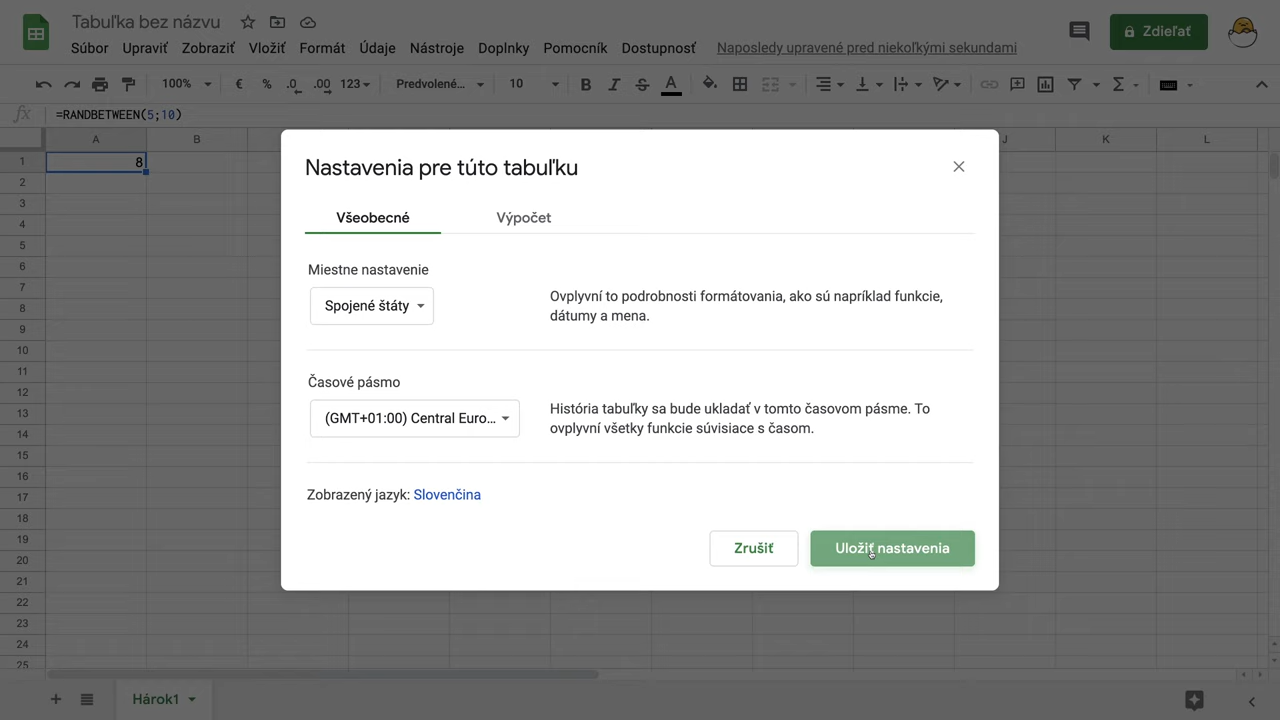 Tabuľka bez názvu
Súbor Upraviť Zobraziť Vložiť Formát Údaje Nástroje Doplnky Pomocník Dostupnosť Naposledy upravené pred niekoľkými sekundami
Zdieľať
100% € % .0 .00 123 Predvolené... 10 B I S A Σ
fx =RANDBETWEEN(5;10)
A B J K L
1 8
2
3
4
5
6
7
8
9
10
11
12
13
14
15
16
17
18
19
20
21
22
23
24
25
Nastavenia pre túto tabuľku
Všeobecné Výpočet
Miestne nastavenie
Spojené štáty
Ovplyvní to podrobnosti formátovania, ako sú napríklad funkcie,
dátumy a mena.
Časové pásmo
(GMT+01:00) Central Euro...
História tabuľky sa bude ukladať v tomto časovom pásme. To
ovplyvní všetky funkcie súvisiace s časom.
Zobrazený jazyk: Slovenčina
Zrušiť Uložiť nastavenia
Hárok1